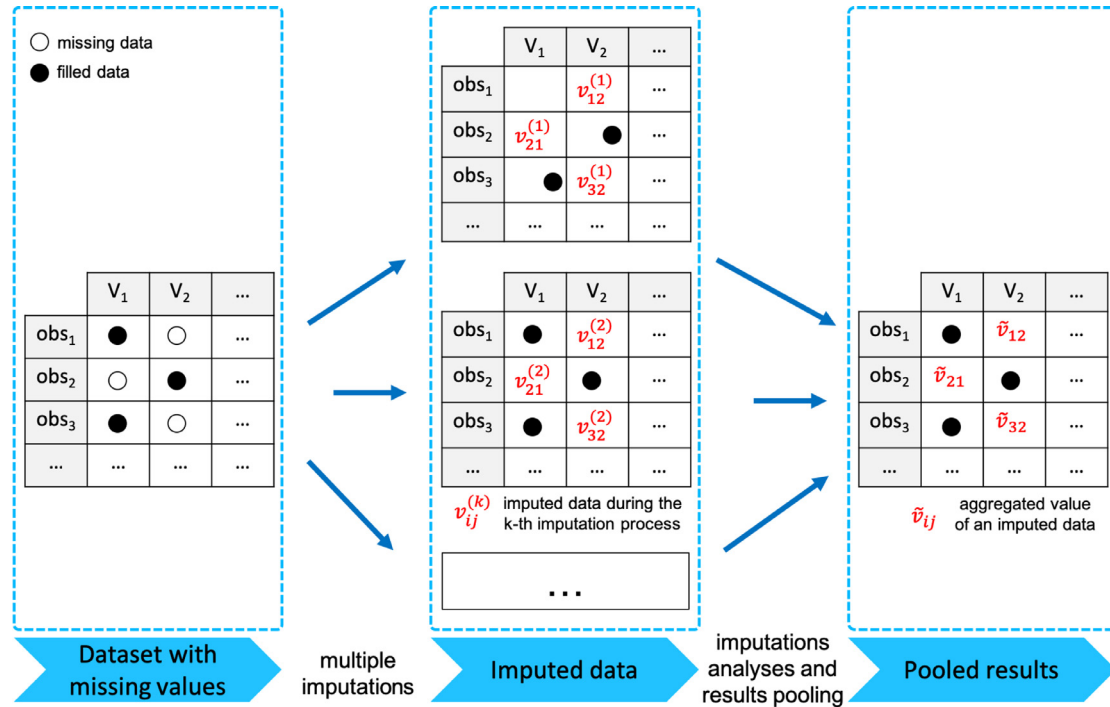 missing data
filled data
V₁ V₂ ...
obs₁ ...
obs₂ ...
obs₃ ...
... ... ... ...
V₁ V₂ ...
obs₁ v₁₂⁽¹⁾ ...
obs₂ v₂₁⁽¹⁾ ...
obs₃ v₃₂⁽¹⁾ ...
... ... ... ...
V₁ V₂ ...
obs₁ v₁₂⁽²⁾ ...
obs₂ v₂₁⁽²⁾ ...
obs₃ v₃₂⁽²⁾ ...
... ... ... ...
vᵢⱼ⁽ᵏ⁾ imputed data during the
k-th imputation process
...
V₁ V₂ ...
obs₁ ṽ₁₂ ...
obs₂ ṽ₂₁ ...
obs₃ ṽ₃₂ ...
... ... ... ...
ṽᵢⱼ aggregated value
of an imputed data
Dataset with
missing values
multiple
imputations
Imputed data
imputations
analyses and
results pooling
Pooled results